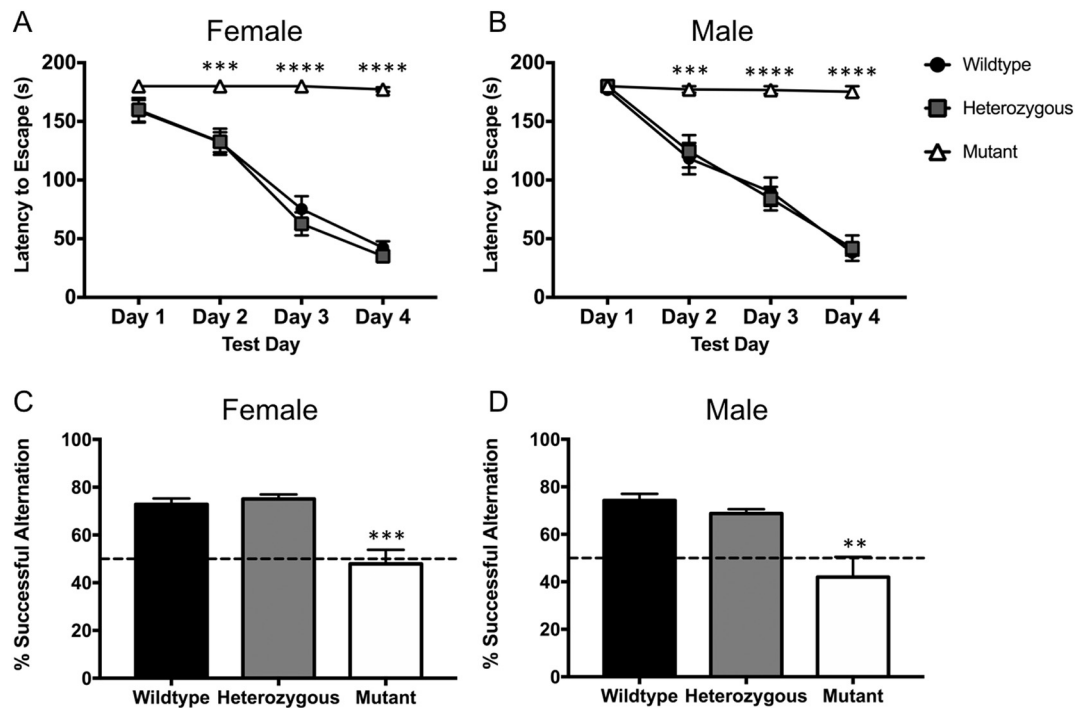 A
Female
Latency to Escape (s)
200
150
100
50
0
***
****
****
Day 1 Day 2 Day 3 Day 4
Test Day
B
Male
Latency to Escape (s)
200
150
100
50
0
***
****
****
Day 1 Day 2 Day 3 Day 4
Test Day
Wildtype
Heterozygous
Mutant
C
Female
% Successful Alternation
100
80
60
40
20
0
***
Wildtype Heterozygous Mutant
D
Male
% Successful Alternation
100
80
60
40
20
0
**
Wildtype Heterozygous Mutant